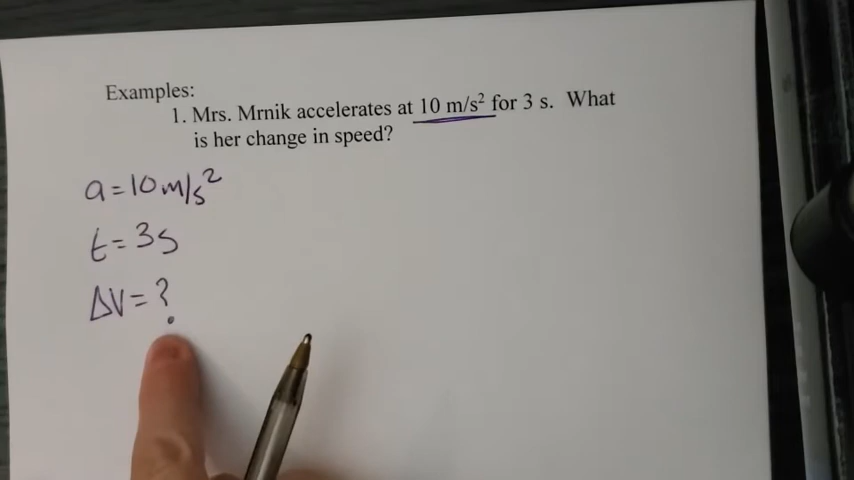 Examples:
1. Mrs. Mrnik accelerates at 10 m/s² for 3 s. What
is her change in speed?
a = 10 m/s²
t = 3s
ΔV = ?